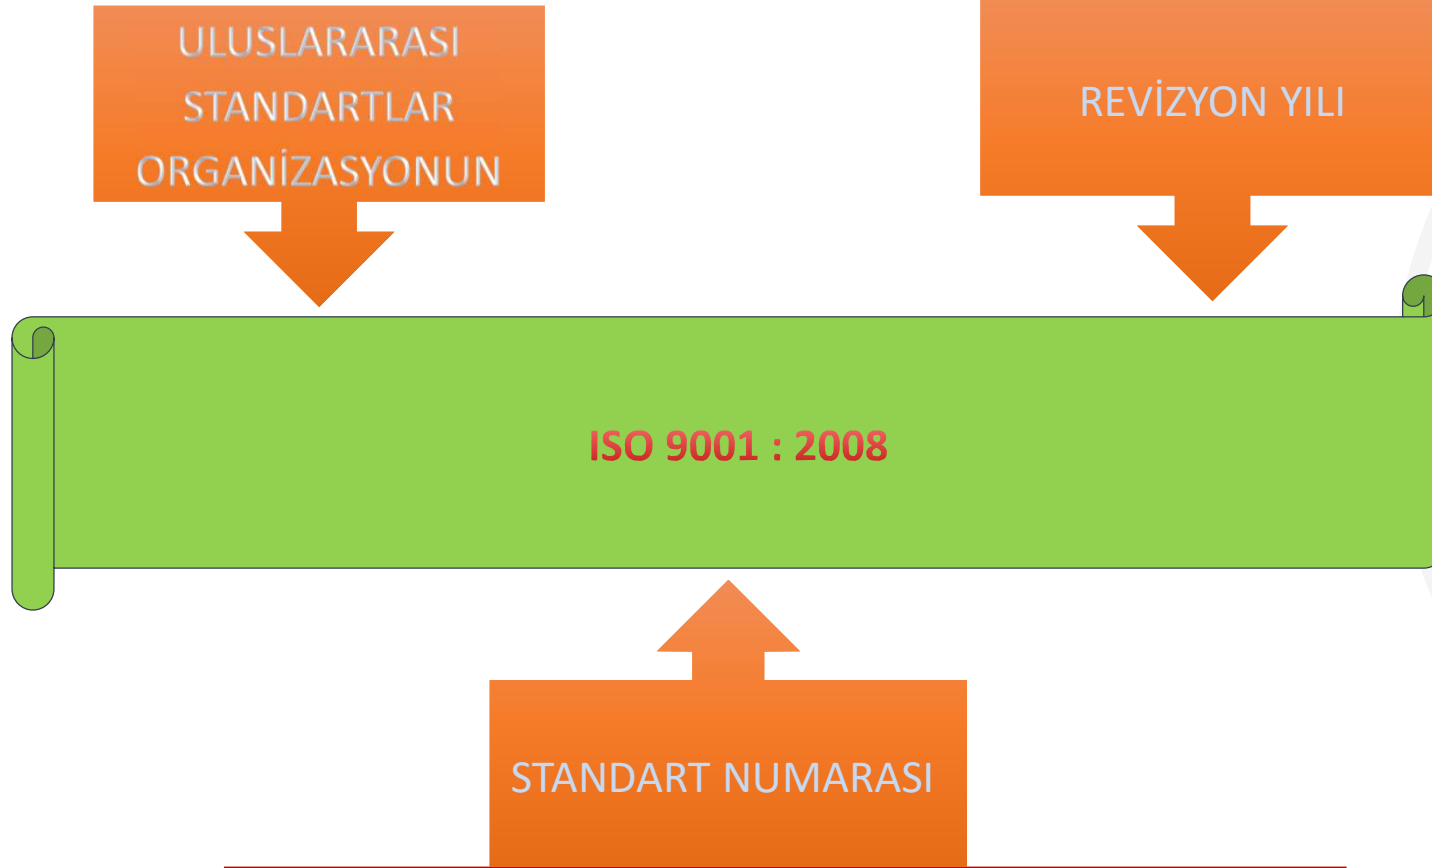 ULUSLARARASI
STANDARTLAR
ORGANİZASYONUN
REVİZYON YILI
ISO 9001 : 2008
STANDART NUMARASI